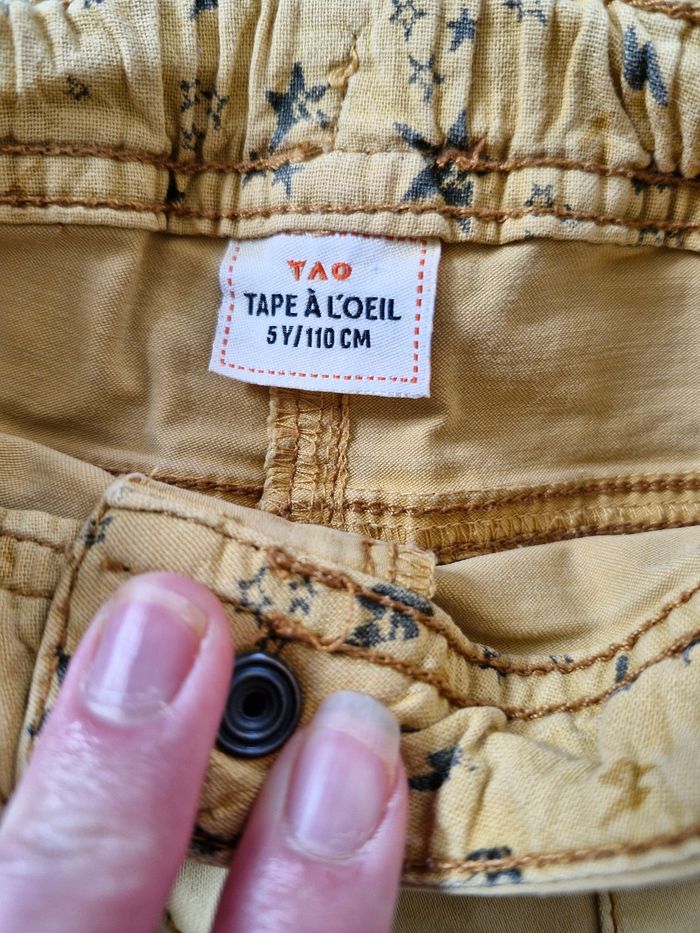 TAO
TAPE À L'OEIL
5 Y/110 CM